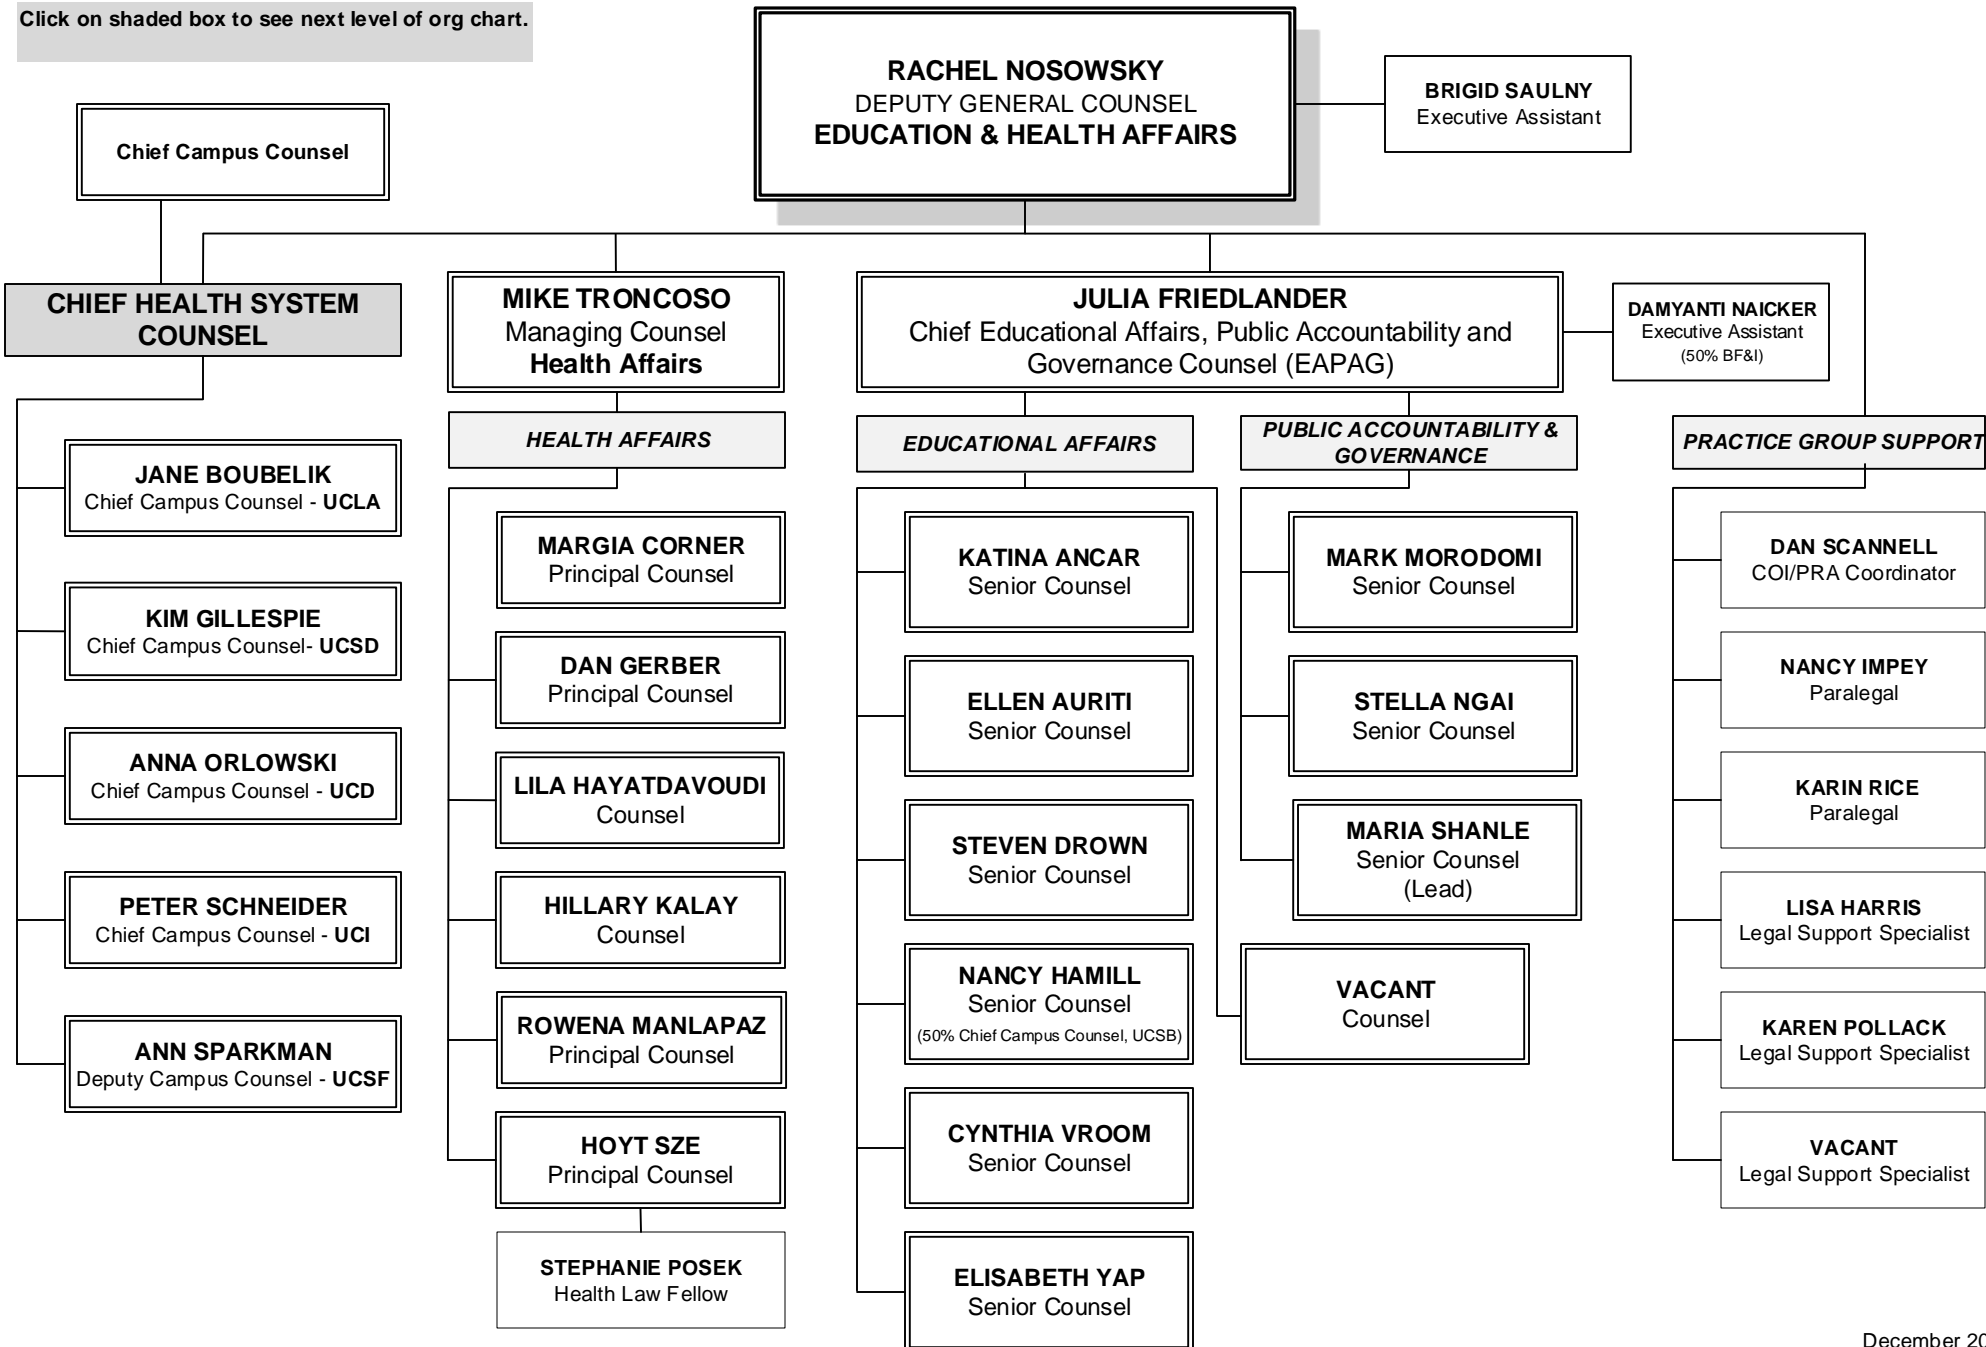 Click on shaded box to see next level of org chart.
RACHEL NOSOWSKY
DEPUTY GENERAL COUNSEL
EDUCATION & HEALTH AFFAIRS
BRIGID SAULNY
Executive Assistant
Chief Campus Counsel
CHIEF HEALTH SYSTEM
COUNSEL
JANE BOUBELIK
Chief Campus Counsel - UCLA
KIM GILLESPIE
Chief Campus Counsel- UCSD
ANNA ORLOWSKI
Chief Campus Counsel - UCD
PETER SCHNEIDER
Chief Campus Counsel - UCI
ANN SPARKMAN
Deputy Campus Counsel - UCSF
MIKE TRONCOSO
Managing Counsel
Health Affairs
HEALTH AFFAIRS
MARGIA CORNER
Principal Counsel
DAN GERBER
Principal Counsel
LILA HAYATDAVOUDI
Counsel
HILLARY KALAY
Counsel
ROWENA MANLAPAZ
Principal Counsel
HOYT SZE
Principal Counsel
STEPHANIE POSEK
Health Law Fellow
JULIA FRIEDLANDER
Chief Educational Affairs, Public Accountability and
Governance Counsel (EAPAG)
DAMYANTI NAICKER
Executive Assistant
(50% BF&I)
EDUCATIONAL AFFAIRS
KATINA ANCAR
Senior Counsel
ELLEN AURITI
Senior Counsel
STEVEN DROWN
Senior Counsel
NANCY HAMILL
Senior Counsel
(50% Chief Campus Counsel, UCSB)
CYNTHIA VROOM
Senior Counsel
ELISABETH YAP
Senior Counsel
VACANT
Counsel
PUBLIC ACCOUNTABILITY &
GOVERNANCE
MARK MORODOMI
Senior Counsel
STELLA NGAI
Senior Counsel
MARIA SHANLE
Senior Counsel
(Lead)
PRACTICE GROUP SUPPORT
DAN SCANNELL
COI/PRA Coordinator
NANCY IMPEY
Paralegal
KARIN RICE
Paralegal
LISA HARRIS
Legal Support Specialist
KAREN POLLACK
Legal Support Specialist
VACANT
Legal Support Specialist
December 20